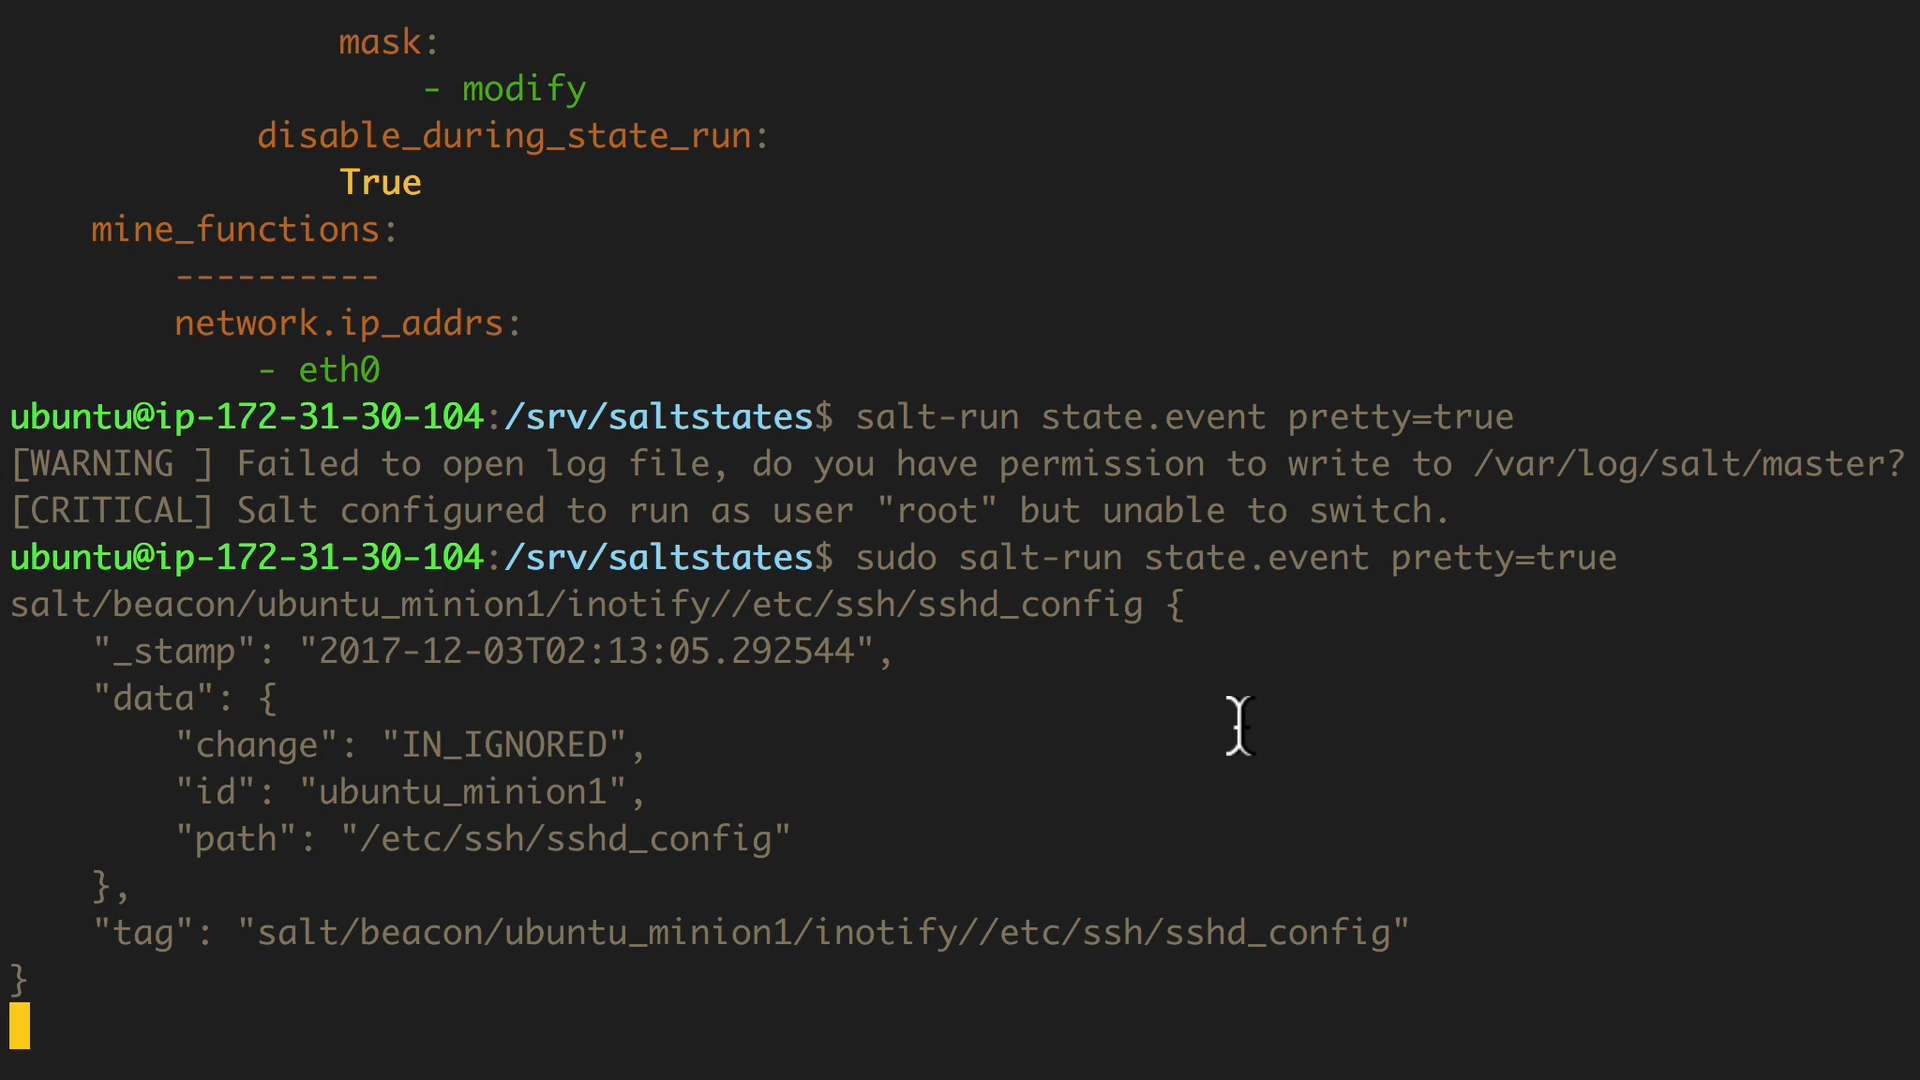 mask:
- modify
disable_during_state_run:
True
mine_functions:
----------
network.ip_addrs:
- eth0
ubuntu@ip-172-31-30-104:/srv/saltstates$ salt-run state.event pretty=true
[WARNING ] Failed to open log file, do you have permission to write to /var/log/salt/master?
[CRITICAL] Salt configured to run as user "root" but unable to switch.
ubuntu@ip-172-31-30-104:/srv/saltstates$ sudo salt-run state.event pretty=true
salt/beacon/ubuntu_minion1/inotify//etc/ssh/sshd_config {
"_stamp": "2017-12-03T02:13:05.292544",
"data": {
"change": "IN_IGNORED",
"id": "ubuntu_minion1",
"path": "/etc/ssh/sshd_config"
},
"tag": "salt/beacon/ubuntu_minion1/inotify//etc/ssh/sshd_config"
}